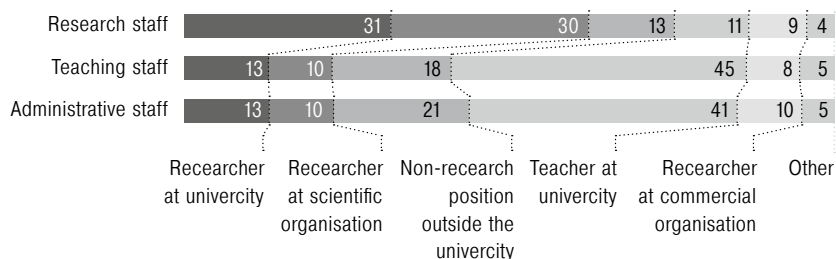 Research staff 31 30 13 11 9 4
Teaching staff 13 10 18 45 8 5
Administrative staff 13 10 21 41 10 5
Recearcher
at univercity
Recearcher
at scientific
organisation
Non-recearch
position
outside the
univercity
Teacher at
univercity
Recearcher
at commercial
organisation
Other